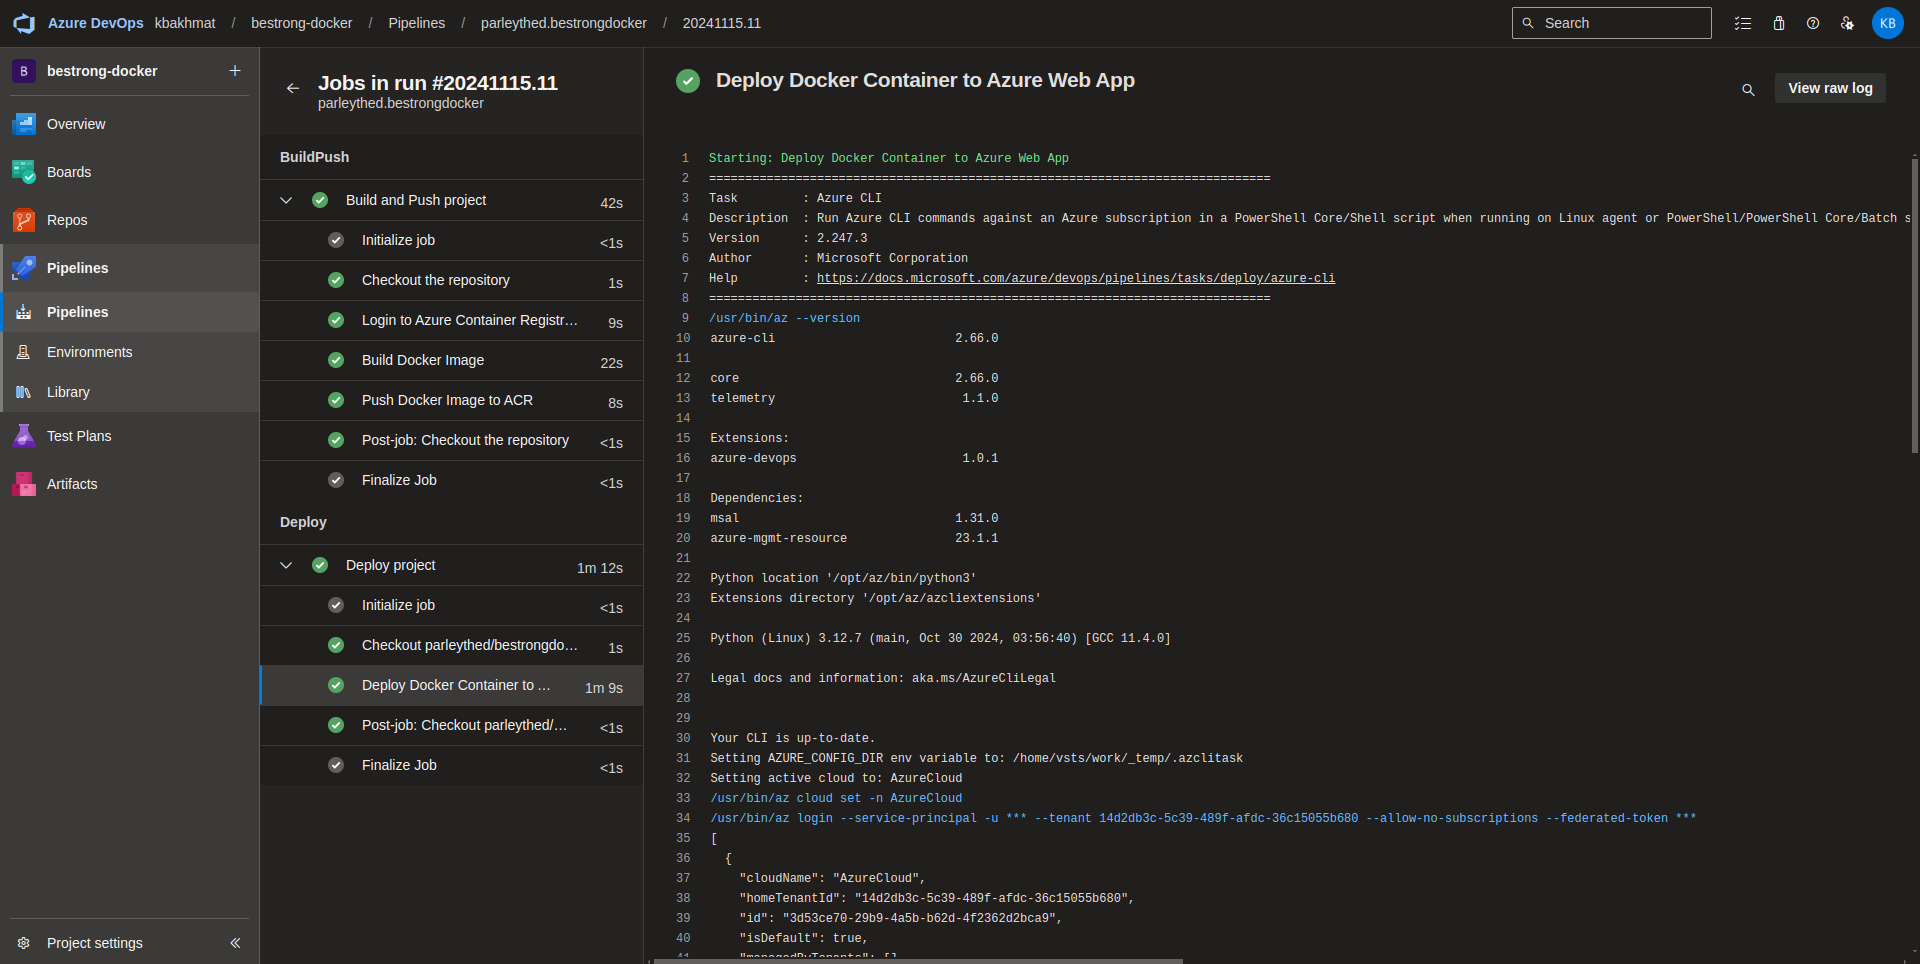 Azure DevOps kbakhmat / bestrong-docker / Pipelines / parleythed.bestrongdocker / 20241115.11
Search
KB
B bestrong-docker +
Overview
Boards
Repos
Pipelines
Pipelines
Environments
Library
Test Plans
Artifacts
Project settings
Jobs in run #20241115.11
parleythed.bestrongdocker
BuildPush
Build and Push project 42s
Initialize job <1s
Checkout the repository 1s
Login to Azure Container Registr… 9s
Build Docker Image 22s
Push Docker Image to ACR 8s
Post-job: Checkout the repository <1s
Finalize Job <1s
Deploy
Deploy project 1m 12s
Initialize job <1s
Checkout parleythed/bestrongdo… 1s
Deploy Docker Container to … 1m 9s
Post-job: Checkout parleythed/… <1s
Finalize Job <1s
Deploy Docker Container to Azure Web App
View raw log
1 Starting: Deploy Docker Container to Azure Web App
2 ==============================================================================
3 Task         : Azure CLI
4 Description  : Run Azure CLI commands against an Azure subscription in a PowerShell Core/Shell script when running on Linux agent or PowerShell/PowerShell Core/Batch s
5 Version      : 2.247.3
6 Author       : Microsoft Corporation
7 Help         : https://docs.microsoft.com/azure/devops/pipelines/tasks/deploy/azure-cli
8 ==============================================================================
9 /usr/bin/az --version
10 azure-cli                         2.66.0
11
12 core                              2.66.0
13 telemetry                          1.1.0
14
15 Extensions:
16 azure-devops                       1.0.1
17
18 Dependencies:
19 msal                              1.31.0
20 azure-mgmt-resource               23.1.1
21
22 Python location '/opt/az/bin/python3'
23 Extensions directory '/opt/az/azcliextensions'
24
25 Python (Linux) 3.12.7 (main, Oct 30 2024, 03:56:40) [GCC 11.4.0]
26
27 Legal docs and information: aka.ms/AzureCliLegal
28
29
30 Your CLI is up-to-date.
31 Setting AZURE_CONFIG_DIR env variable to: /home/vsts/work/_temp/.azclitask
32 Setting active cloud to: AzureCloud
33 /usr/bin/az cloud set -n AzureCloud
34 /usr/bin/az login --service-principal -u *** --tenant 14d2db3c-5c39-489f-afdc-36c15055b680 --allow-no-subscriptions --federated-token ***
35 [
36   {
37     "cloudName": "AzureCloud",
38     "homeTenantId": "14d2db3c-5c39-489f-afdc-36c15055b680",
39     "id": "3d53ce70-29b9-4a5b-b62d-4f2362d2bca9",
40     "isDefault": true,
41     "managedByTenants": []